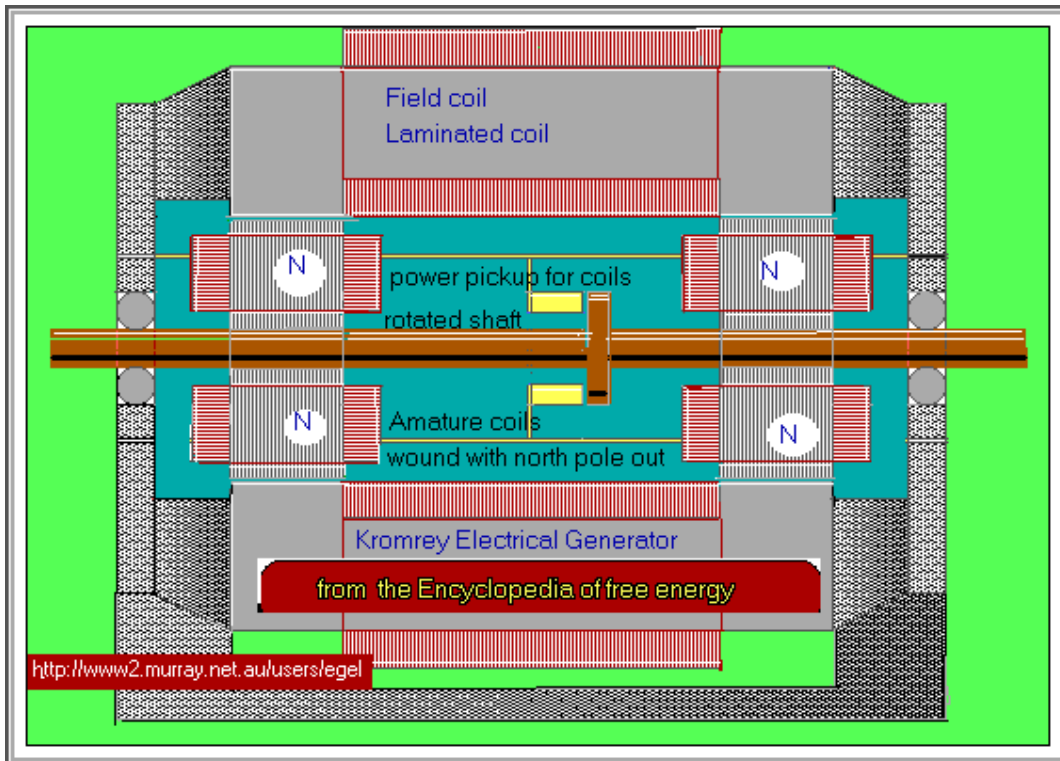 Field coil
Laminated coil
N
N
power pickup for coils
rotated shaft
N
N
Amature coils
wound with north pole out
Kromrey Electrical Generator
from the Encyclopedia of free energy
http://www2.murray.net.au/users/egel